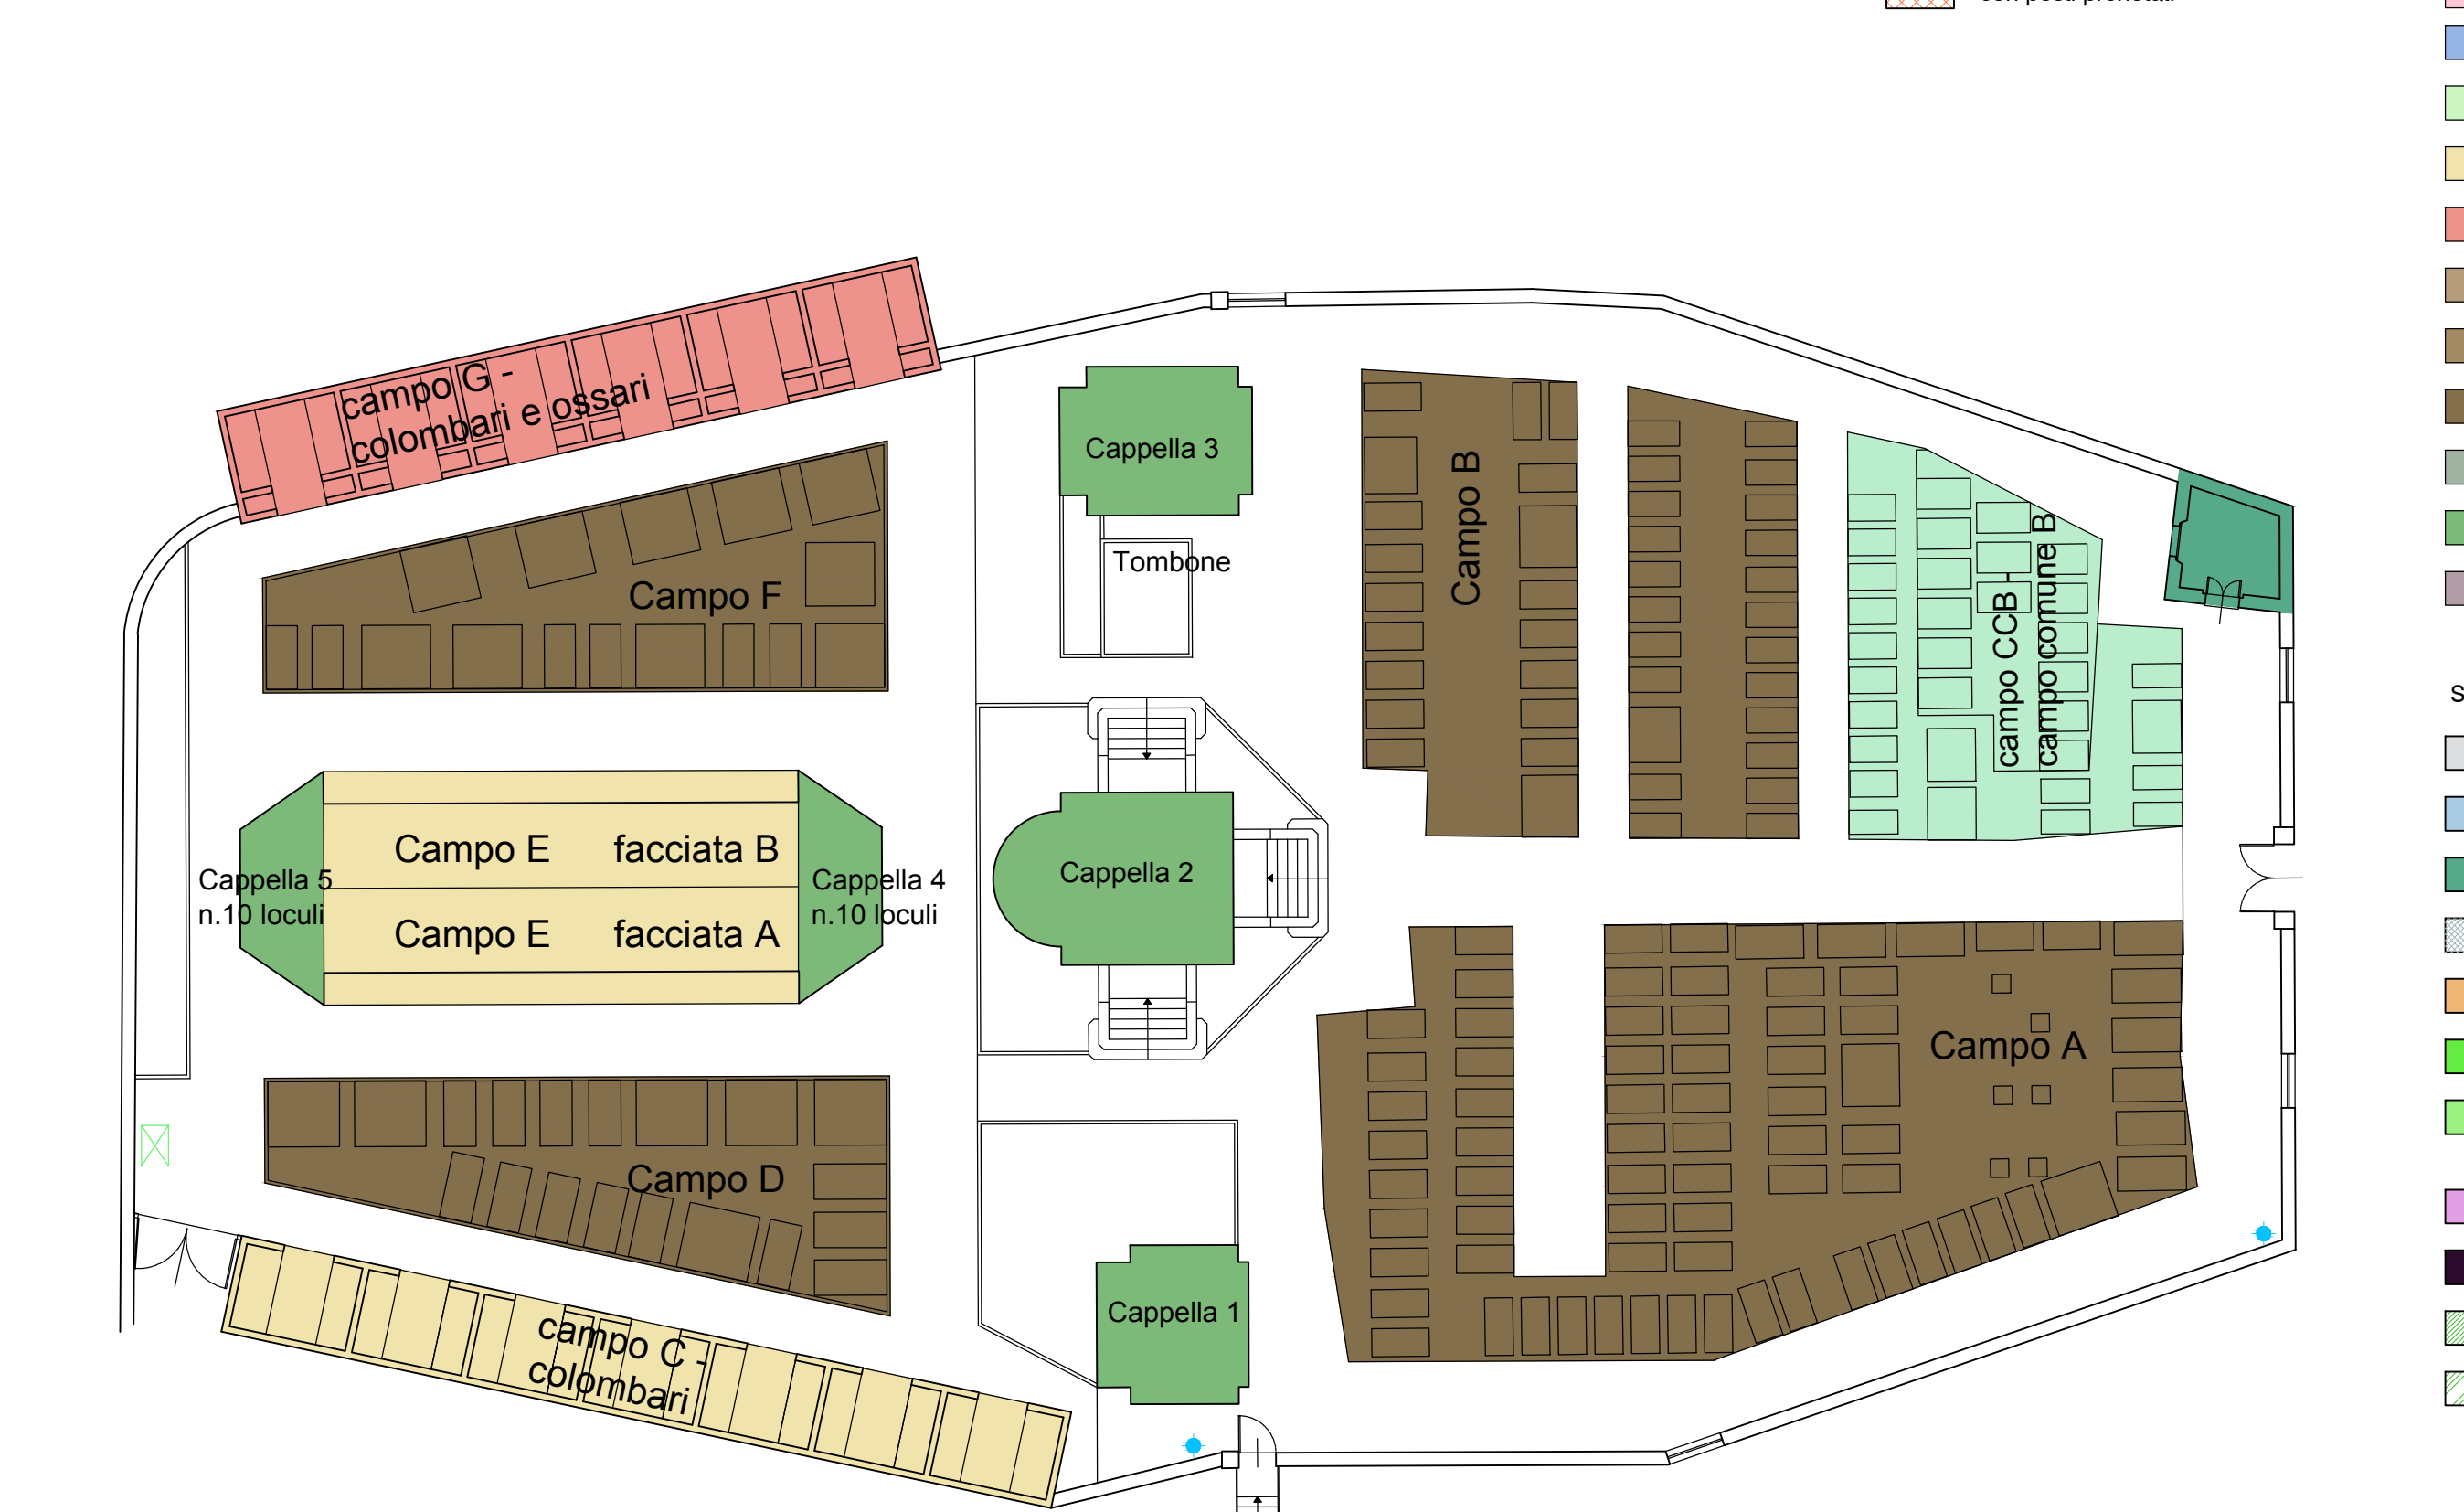 campo G -
colombari e ossari
Cappella 3
Campo B
Tombone
Campo F
campo CCB -
campo comune B
Campo E facciata B
Cappella 5
n.10 loculi
Cappella 4
n.10 loculi
Cappella 2
Campo E facciata A
Campo A
Campo D
Cappella 1
campo C -
colombari